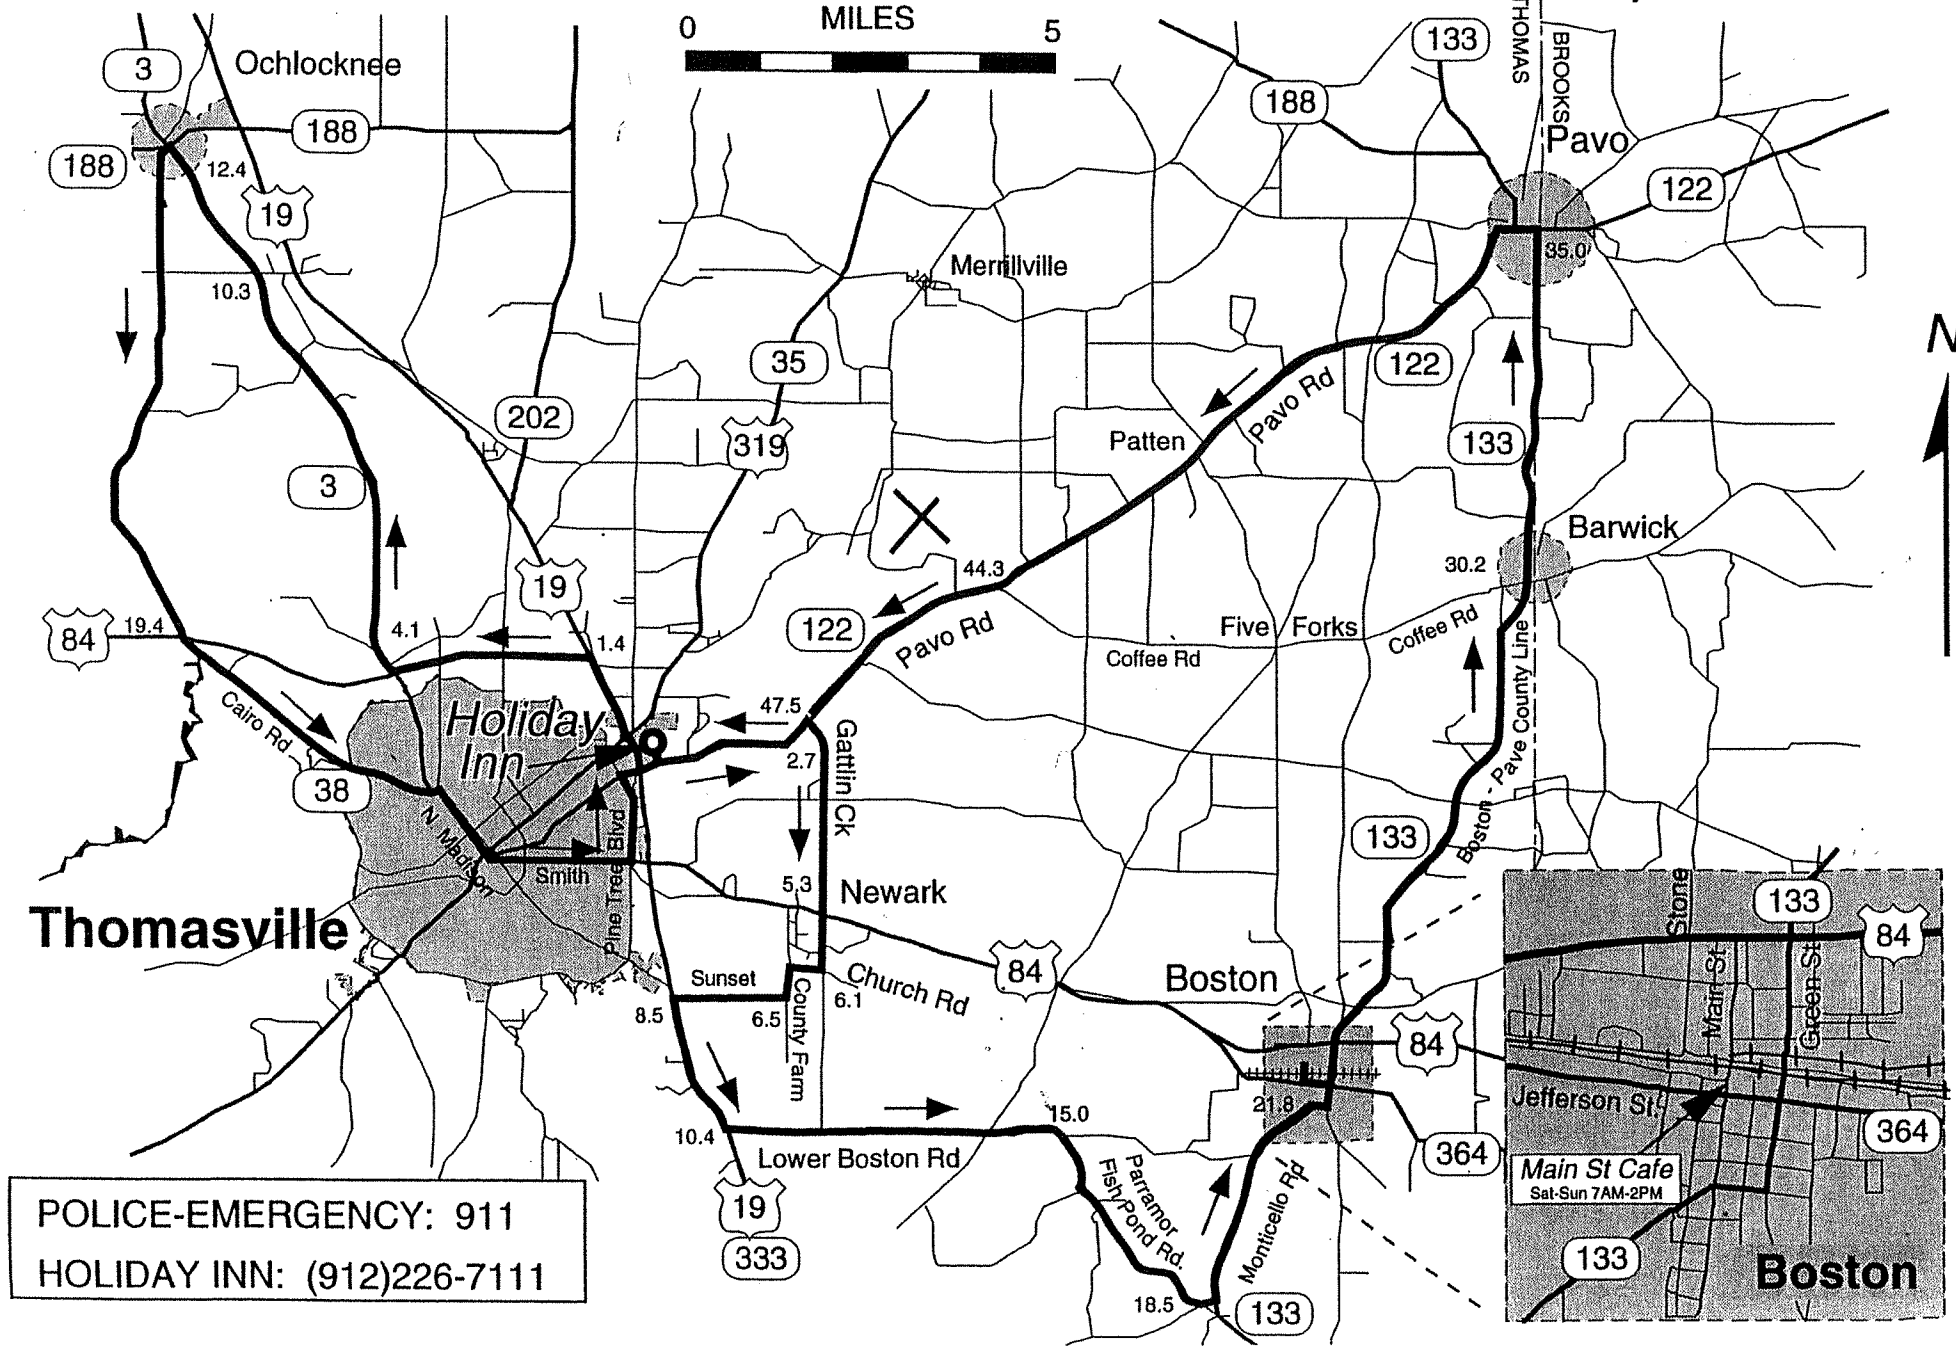 0 MILES 5
3
Ochlocknee
188
188
12.4
19
10.3
133
THOMAS
BROOKS
188
Pavo
122
35.0
Merrillville
N
35
202
319
122
Pavo Rd
Patten
133
3
Barwick
30.2
19
44.3
84
19.4
4.1
1.4
122
Pavo Rd
Five Forks
Coffee Rd
Coffee Rd
Boston - Pave County Line
Cairo Rd
Holiday
Inn
47.5
2.7
Gattlin Ck
38
N. Madison
Smith
Pine Tree Blvd
5.3
Newark
133
Thomasville
Sunset
8.5
6.5
County Farm
6.1
Church Rd
84
Boston
84
21.8
10.4
Lower Boston Rd
15.0
364
Parramor
Fish Pond Rd.
Monticello Rd
19
333
18.5
133
Stone
133
84
Main St
Green St
Jefferson St.
364
Main St Cafe
Sat-Sun 7AM-2PM
133
Boston
POLICE-EMERGENCY: 911
HOLIDAY INN: (912)226-7111